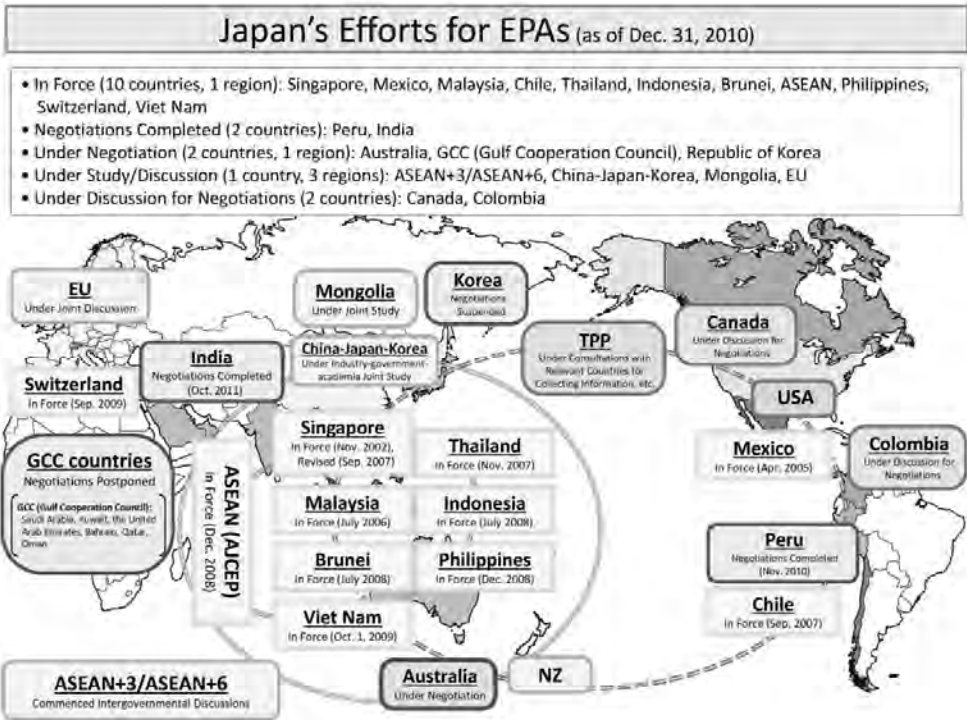 Japan's Efforts for EPAs (as of Dec. 31, 2010)
• In Force (10 countries, 1 region): Singapore, Mexico, Malaysia, Chile, Thailand, Indonesia, Brunei, ASEAN, Philippines,
Switzerland, Viet Nam
• Negotiations Completed (2 countries): Peru, India
• Under Negotiation (2 countries, 1 region): Australia, GCC (Gulf Cooperation Council), Republic of Korea
• Under Study/Discussion (1 country, 3 regions): ASEAN+3/ASEAN+6, China-Japan-Korea, Mongolia, EU
• Under Discussion for Negotiations (2 countries): Canada, Colombia
EU
Under Joint Discussion
Mongolia
Under Joint Study
Korea
Negotiations
Suspended
India
Negotiations Completed
(Oct. 2011)
China-Japan-Korea
Under Industry-government-
academia Joint Study
TPP
Under Consultations with
Relevant Countries for
Collecting Information, etc.
Canada
Under Discussion for
Negotiations
Switzerland
In Force (Sep. 2009)
USA
Singapore
In Force (Nov. 2002),
Revised (Sep. 2007)
Thailand
In Force (Nov. 2007)
Mexico
In Force (Apr. 2005)
Colombia
Under Discussion for
Negotiations
GCC countries
Negotiations Postponed
GCC (Gulf Cooperation Council):
Saudi Arabia, Kuwait, the United
Arab Emirates, Bahrain, Qatar,
Oman
ASEAN (AJCEP)
In Force (Dec. 2008)
Malaysia
In Force (July 2006)
Indonesia
In Force (July 2008)
Brunei
In Force (July 2008)
Philippines
In Force (Dec. 2008)
Peru
Negotiations Completed
(Nov. 2010)
Viet Nam
In Force (Oct. 1, 2009)
Chile
In Force (Sep. 2007)
ASEAN+3/ASEAN+6
Commenced Intergovernmental Discussions
Australia
Under Negotiation
NZ